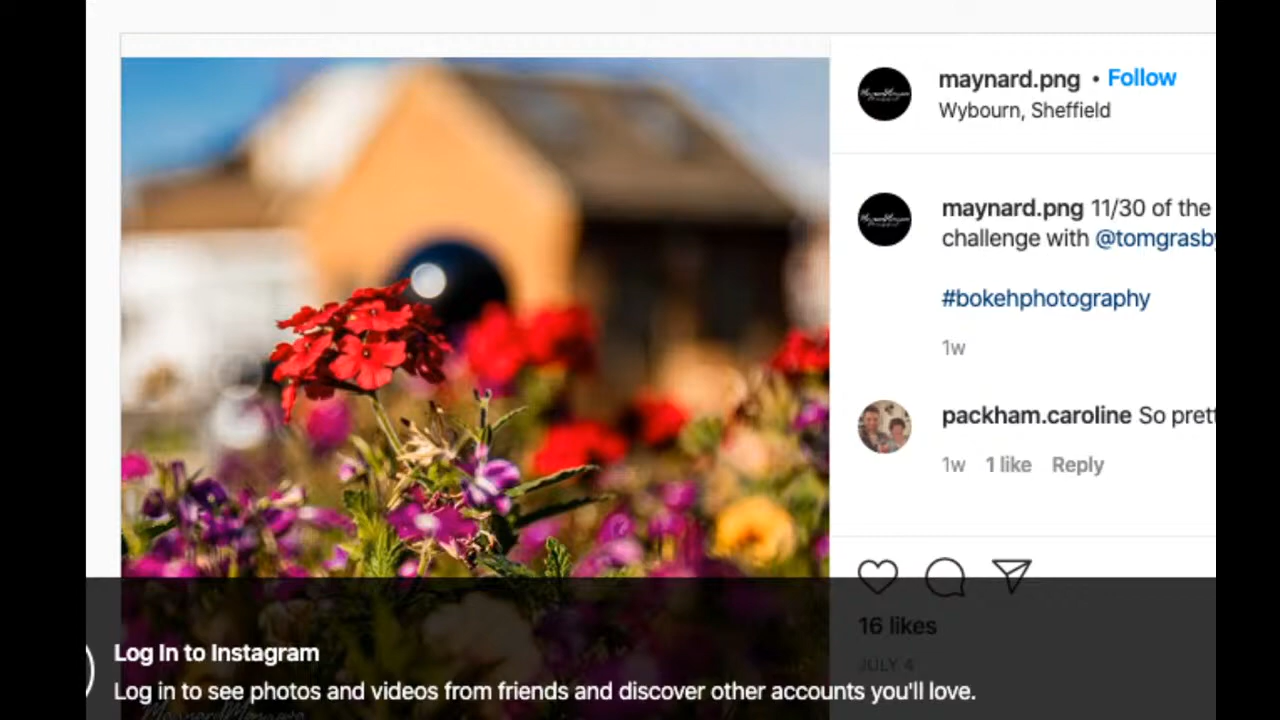 maynard.png • Follow
Wybourn, Sheffield
maynard.png 11/30 of the
challenge with @tomgrasby
#bokehphotography
1w
packham.caroline So prett
1w 1 like Reply
16 likes
JULY 4
Log In to Instagram
Log in to see photos and videos from friends and discover other accounts you'll love.